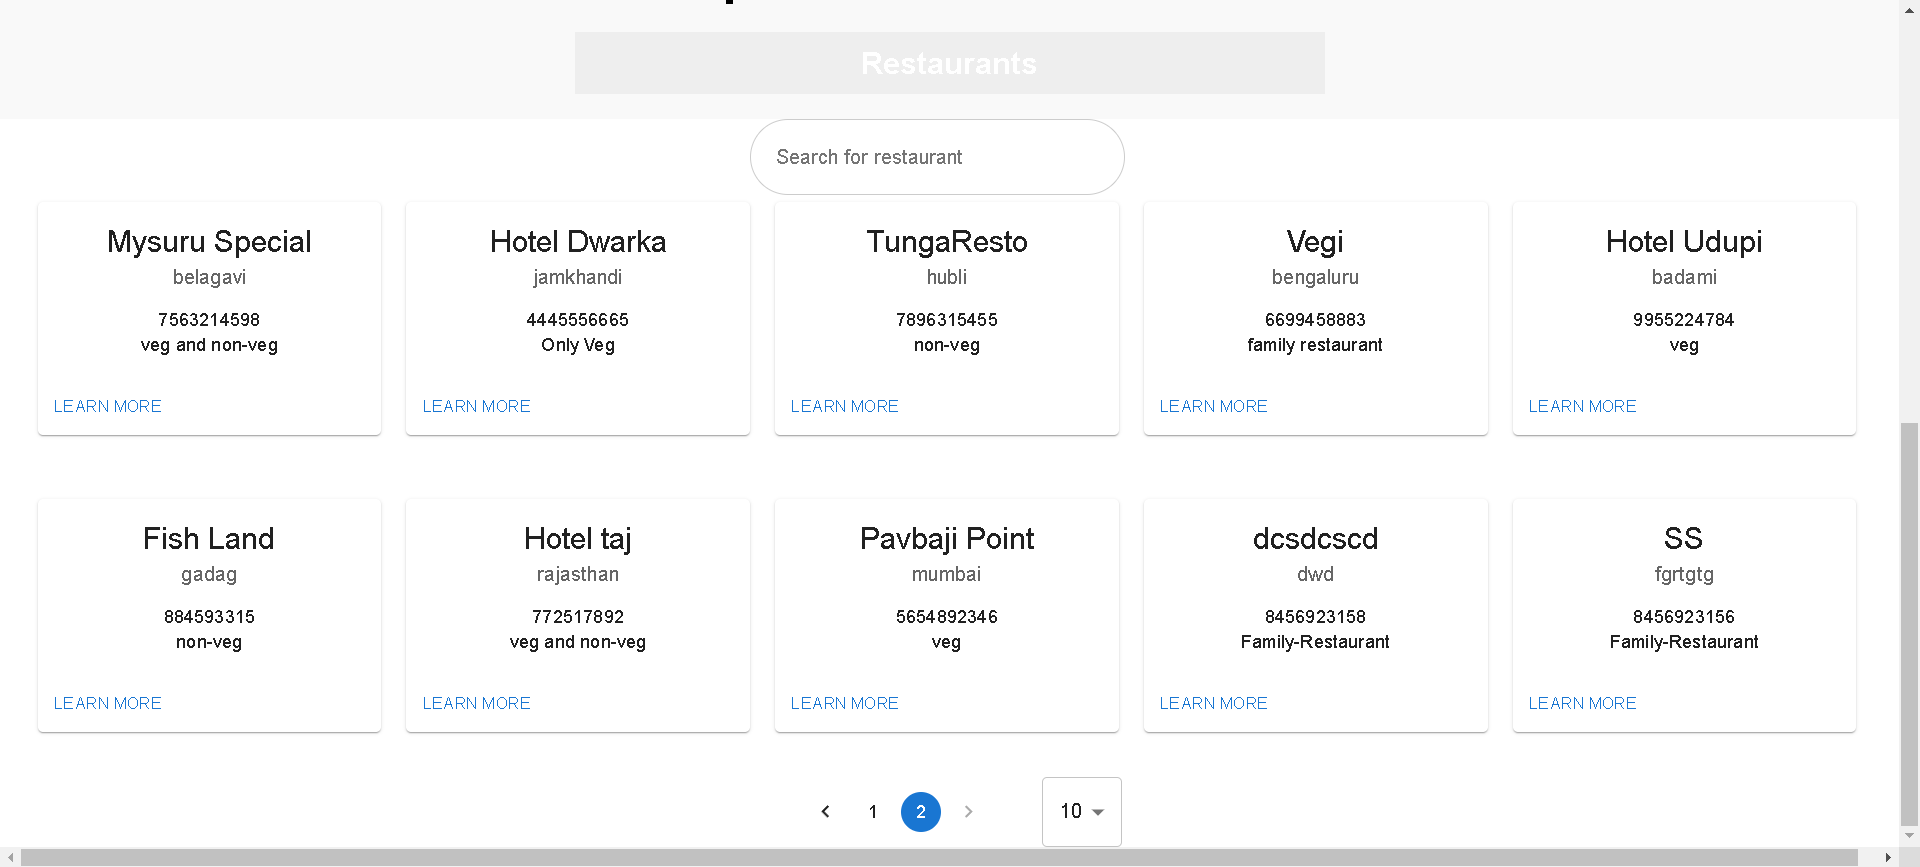 Restaurants
Search for restaurant
Mysuru Special
belagavi
7563214598
veg and non-veg
LEARN MORE
Hotel Dwarka
jamkhandi
4445556665
Only Veg
LEARN MORE
TungaResto
hubli
7896315455
non-veg
LEARN MORE
Vegi
bengaluru
6699458883
family restaurant
LEARN MORE
Hotel Udupi
badami
9955224784
veg
LEARN MORE
Fish Land
gadag
884593315
non-veg
LEARN MORE
Hotel taj
rajasthan
772517892
veg and non-veg
LEARN MORE
Pavbaji Point
mumbai
5654892346
veg
LEARN MORE
dcsdcscd
dwd
8456923158
Family-Restaurant
LEARN MORE
SS
fgrtgtg
8456923156
Family-Restaurant
LEARN MORE
1 2 10